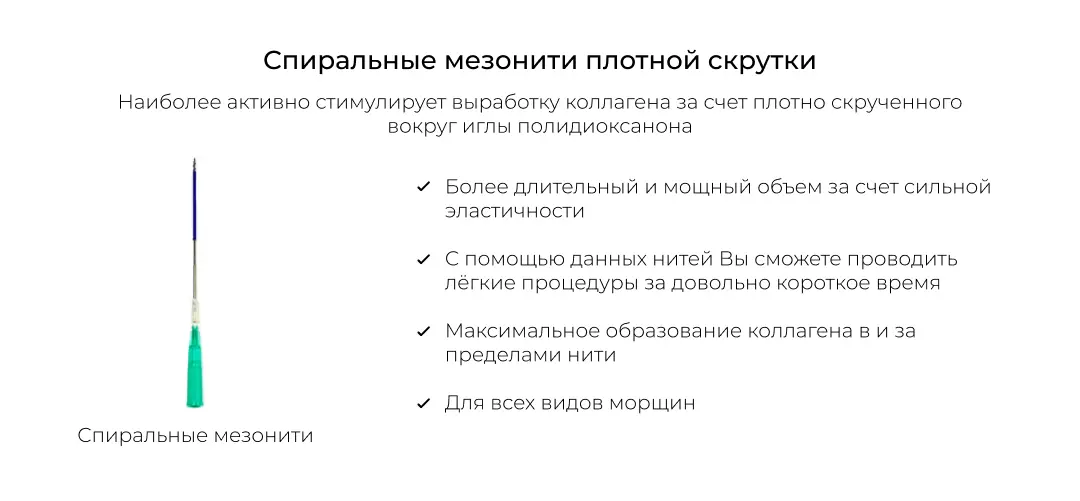 Спиральные мезонити плотной скрутки
Наиболее активно стимулирует выработку коллагена за счет плотно скрученного
вокруг иглы полидиоксанона
Более длительный и мощный объем за счет сильной
эластичности
С помощью данных нитей Вы сможете проводить
лёгкие процедуры за довольно короткое время
Максимальное образование коллагена в и за
пределами нити
Для всех видов морщин
Спиральные мезонити